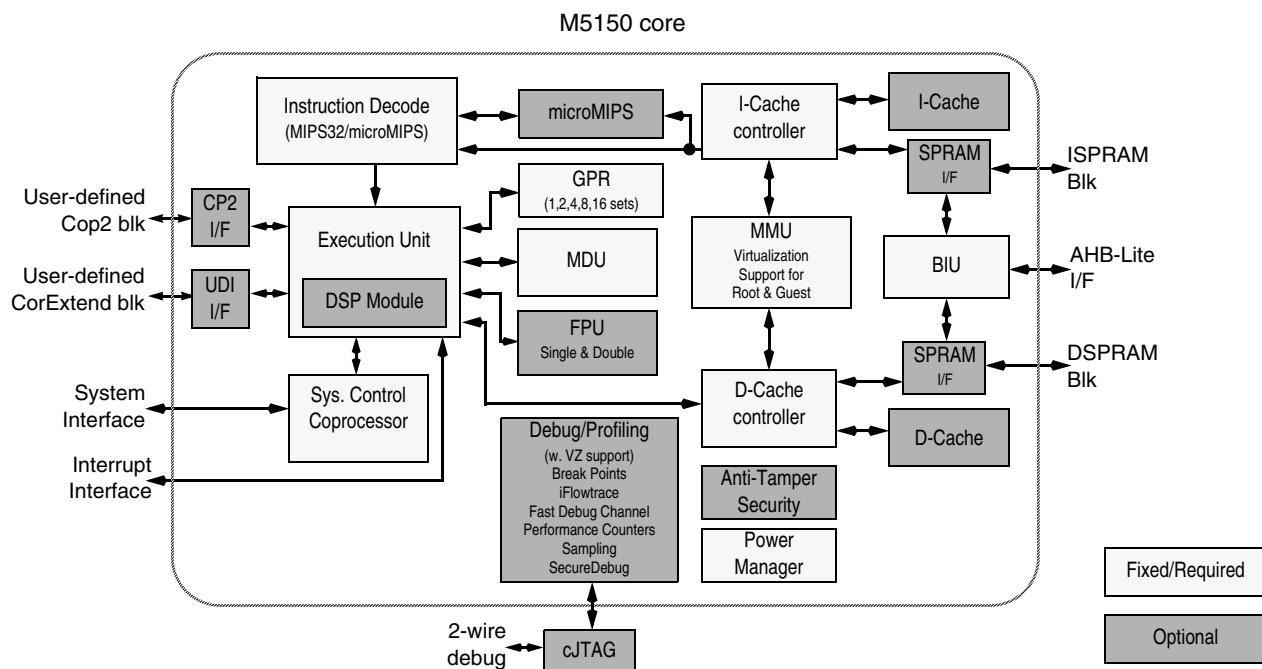 M5150 core
Instruction Decode
(MIPS32/microMIPS)
microMIPS
I-Cache
controller
I-Cache
SPRAM
I/F
ISPRAM
Blk
User-defined
Cop2 blk
CP2
I/F
GPR
(1,2,4,8,16 sets)
Execution Unit
MDU
MMU
Virtualization
Support for
Root & Guest
BIU
AHB-Lite
I/F
User-defined
CorExtend blk
UDI
I/F
DSP Module
FPU
Single & Double
SPRAM
I/F
DSPRAM
Blk
System
Interface
Sys. Control
Coprocessor
D-Cache
controller
D-Cache
Interrupt
Interface
Debug/Profiling
(w. VZ support)
Break Points
iFlowtrace
Fast Debug Channel
Performance Counters
Sampling
SecureDebug
Anti-Tamper
Security
Power
Manager
Fixed/Required
Optional
2-wire
debug
cJTAG